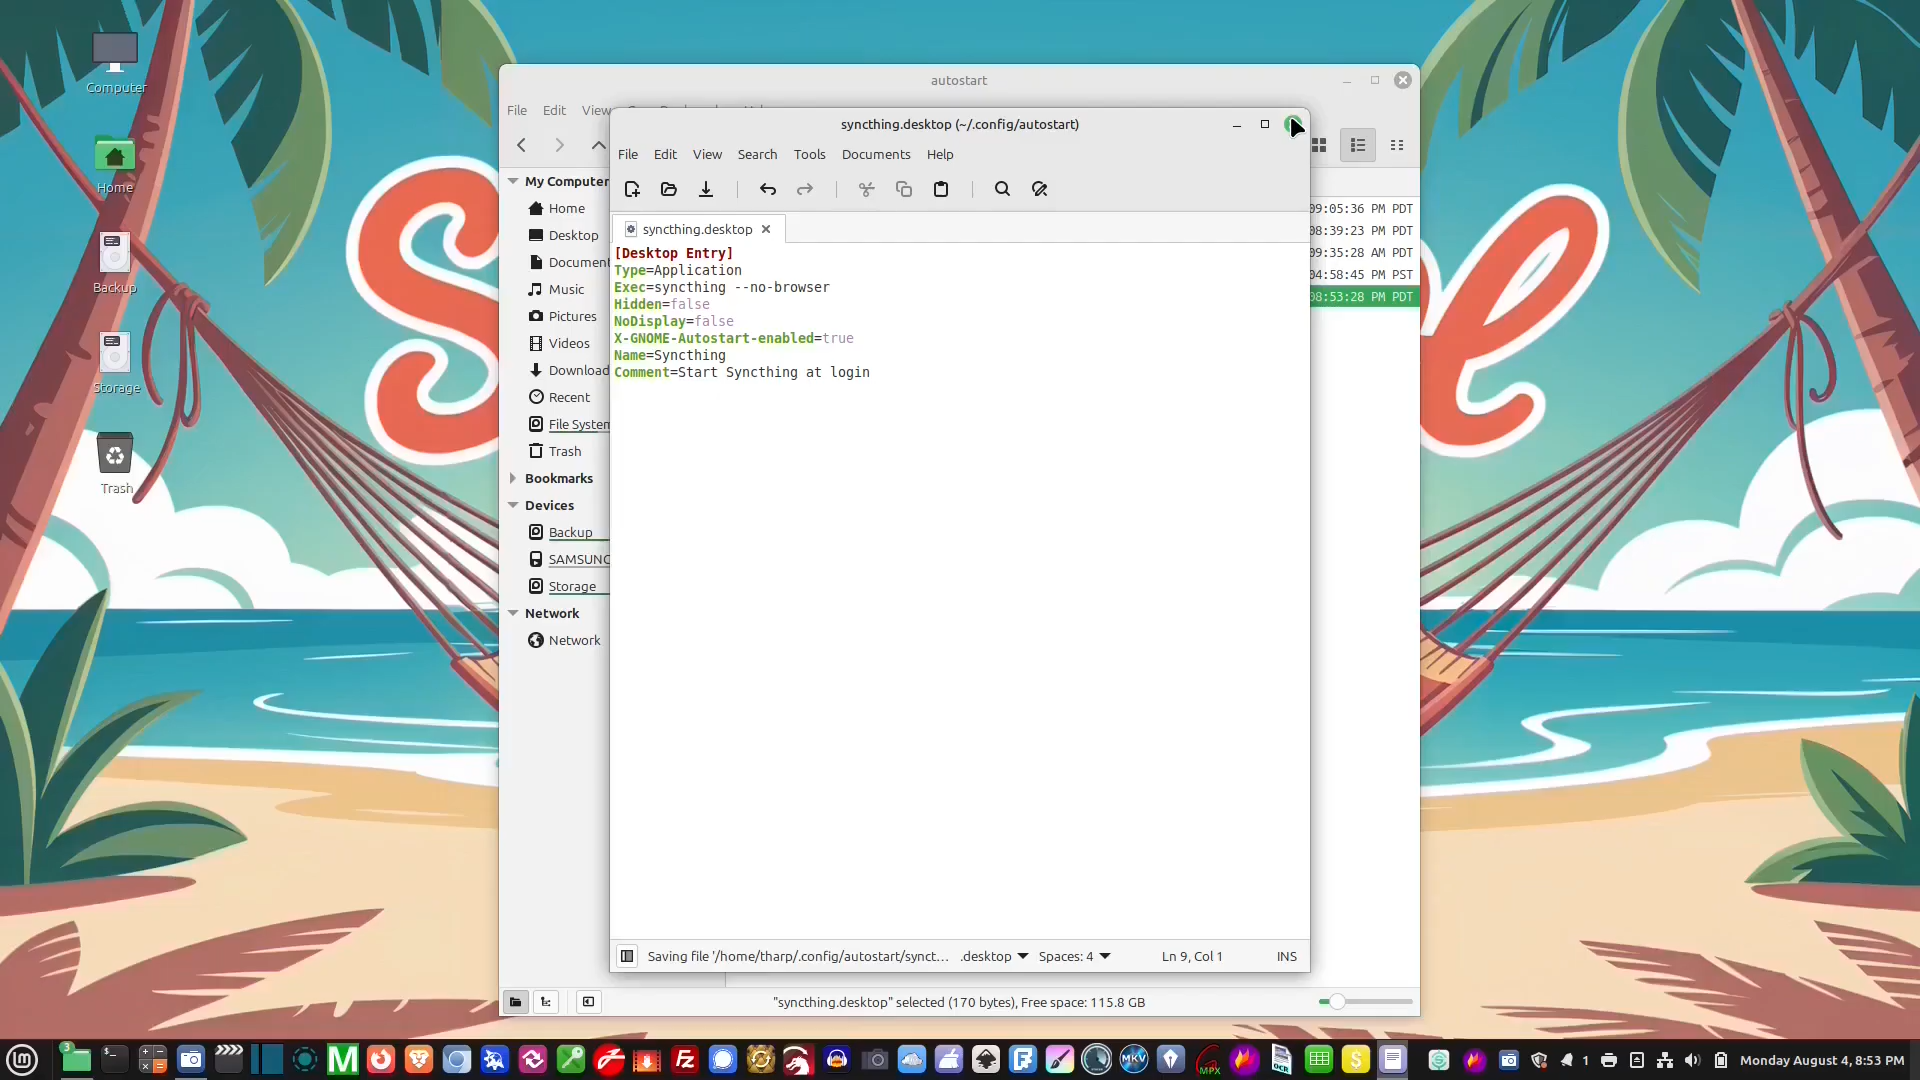 Computer
Home
Backup
Storage
Trash
autostart
File Edit View
My Computer
Home
Desktop
Music
Pictures
Videos
Recent
Trash
Bookmarks
Devices
Backup
Storage
Network
Network
09:05:36 PM PDT
08:39:23 PM PDT
09:35:28 AM PDT
04:58:45 PM PST
08:53:28 PM PDT
"syncthing.desktop" selected (170 bytes), Free space: 115.8 GB
syncthing.desktop (~/.config/autostart)
File Edit View Search Tools Documents Help
syncthing.desktop
[Desktop Entry]
Type=Application
Exec=syncthing --no-browser
Hidden=false
NoDisplay=false
X-GNOME-Autostart-enabled=true
Name=Syncthing
Comment=Start Syncthing at login
Saving file '/home/tharp/.config/autostart/synct... .desktop Spaces: 4 Ln 9, Col 1 INS
3
M
Fz
MKV
MPX
OCR
1
Monday August 4, 8:53 PM